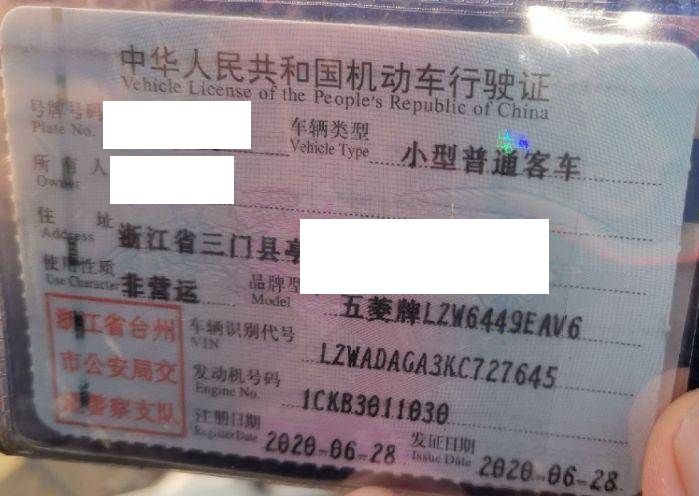 中华人民共和国机动车行驶证
Vehicle License of the People's Republic of China
号牌号码 车辆类型 小型普通客车
Plate No. Vehicle Type
所有人
Owner
住址 浙江省三门县亭
Address
使用性质 非营运 品牌型 五菱牌LZW6449EAV6
Use Character Model
浙江省台州 车辆识别代号 LZWADAGA3KC727645
VIN
市公安局交 发动机号码 1CKB3011030
Engine No.
警察支队 注册日期 2020-06-28 发证日期 2020-06-28
Register Date Issue Date